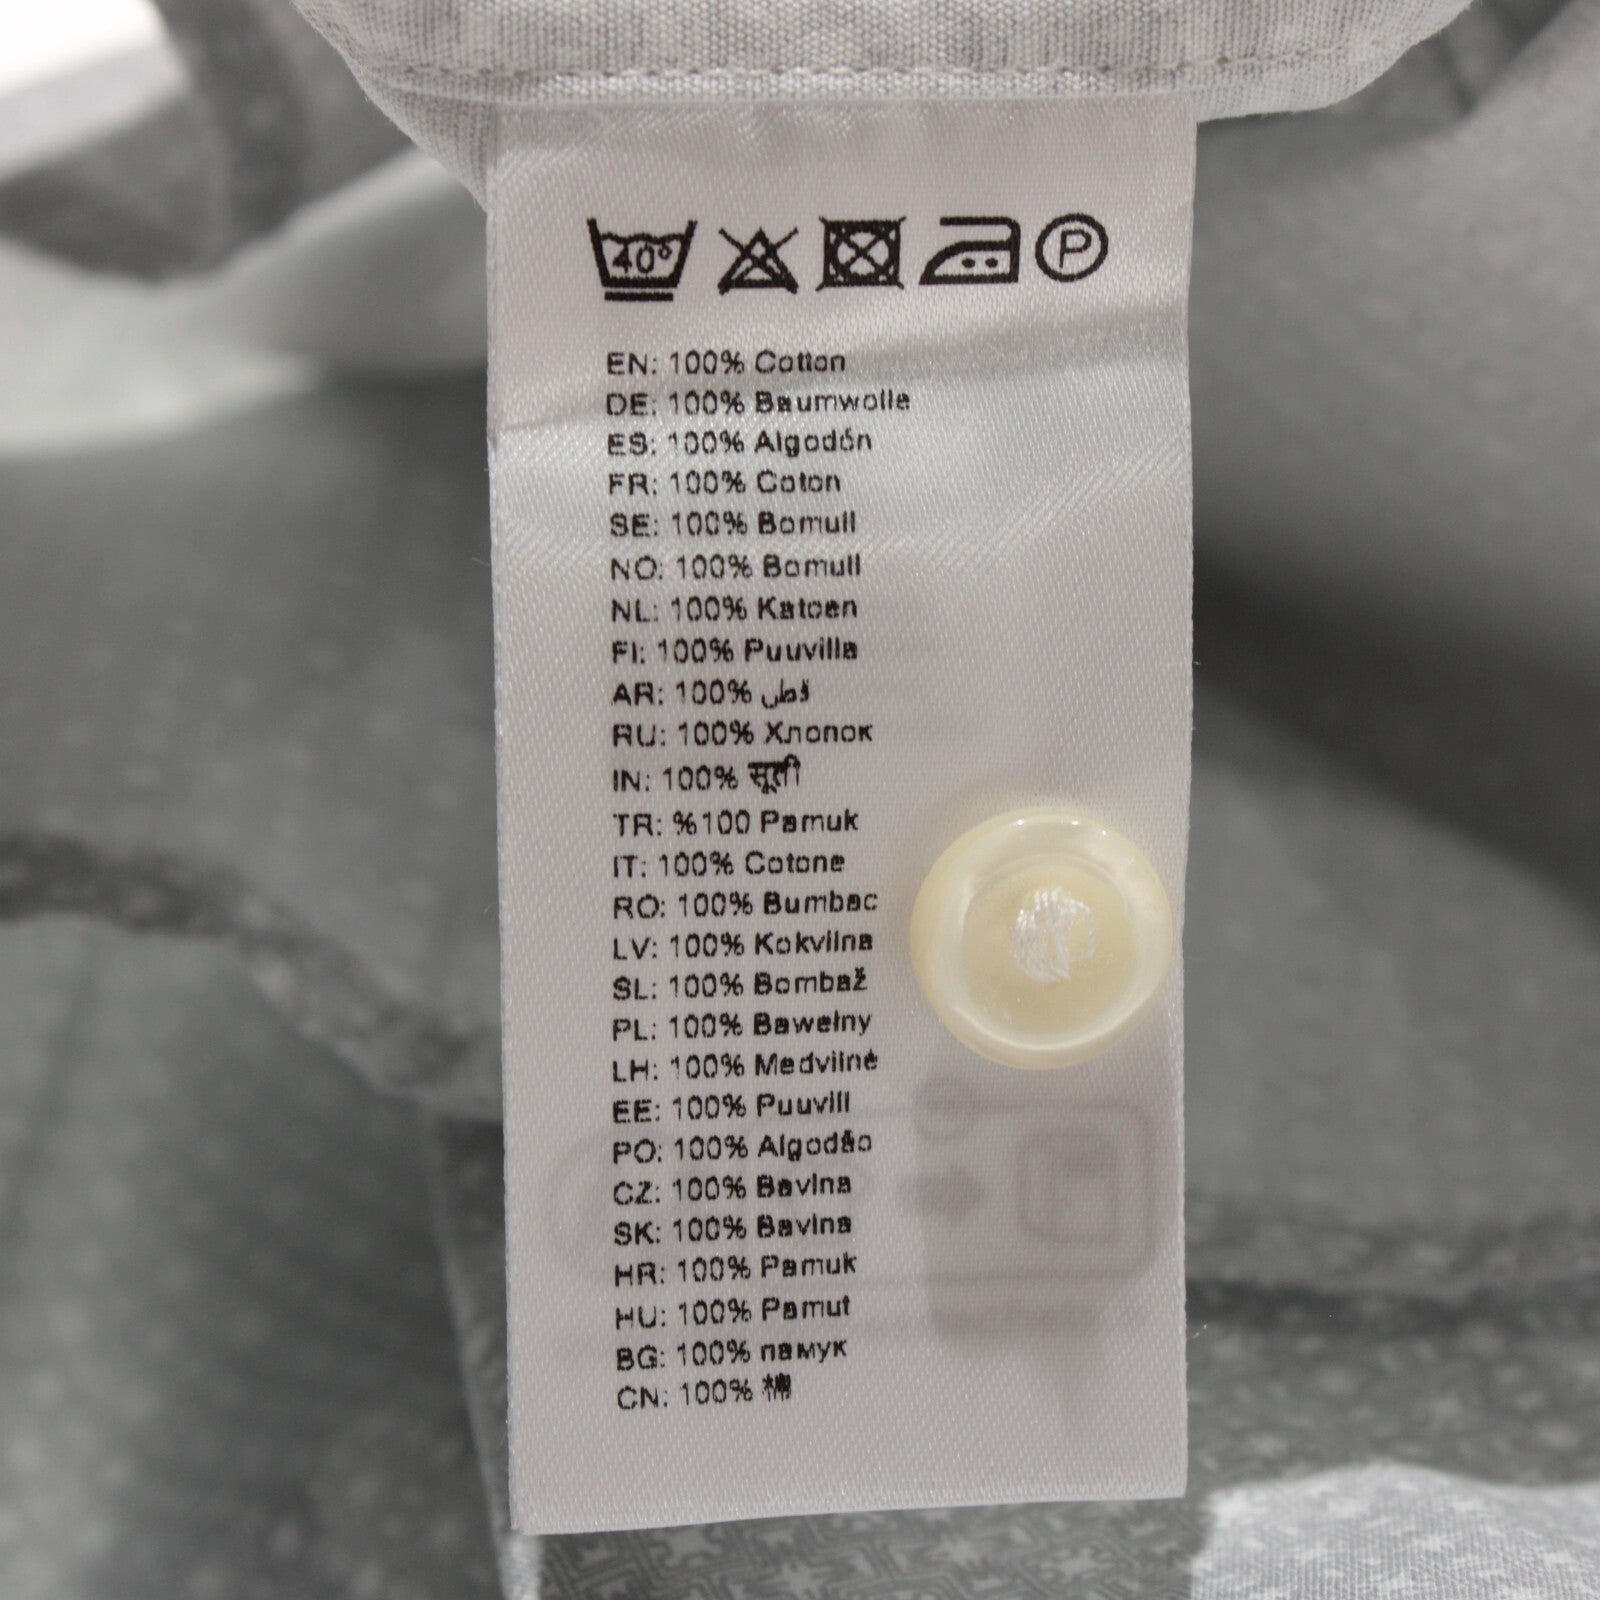 40°
P
EN: 100% Cotton
DE: 100% Baumwolle
ES: 100% Algodón
FR: 100% Coton
SE: 100% Bomull
NO: 100% Bomull
NL: 100% Katoen
FI: 100% Puuvilla
AR: 100% قطن
RU: 100% Хлопок
IN: 100% सूती
TR: %100 Pamuk
IT: 100% Cotone
RO: 100% Bumbac
LV: 100% Kokvilna
SL: 100% Bombaž
PL: 100% Bawełny
LH: 100% Medvilnė
EE: 100% Puuvill
PO: 100% Algodão
CZ: 100% Bavlna
SK: 100% Bavlna
HR: 100% Pamuk
HU: 100% Pamut
BG: 100% памук
CN: 100% 棉